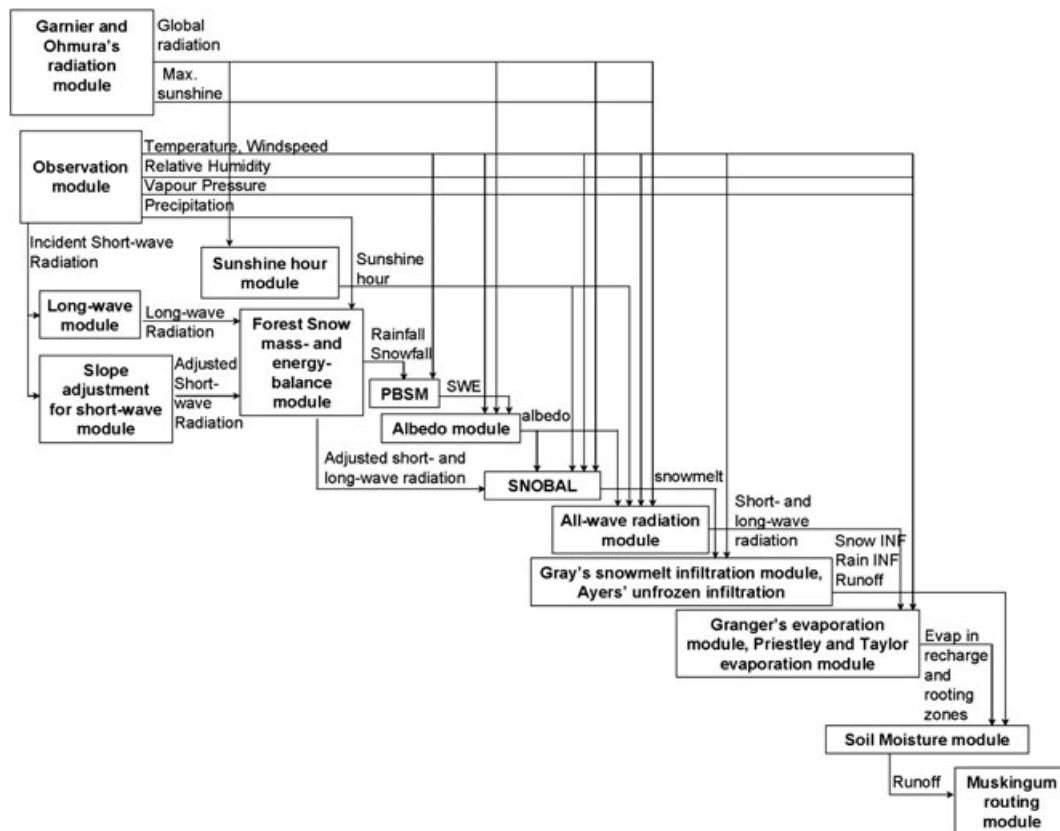 Garnier and
Ohmura's
radiation
module
Global
radiation
Max.
sunshine
Observation
module
Temperature, Windspeed
Relative Humidity
Vapour Pressure
Precipitation
Incident Short-wave
Radiation
Sunshine hour
module
Sunshine
hour
Long-wave
module
Long-wave
Radiation
Forest Snow
mass- and
energy-
balance
module
Rainfall
Snowfall
Slope
adjustment
for short-wave
module
Adjusted
Short-
wave
Radiation
PBSM
SWE
Albedo module
albedo
Adjusted short- and
long-wave radiation
SNOBAL
snowmelt
All-wave radiation
module
Short- and
long-wave
radiation
Snow INF
Rain INF
Runoff
Gray's snowmelt infiltration module,
Ayers' unfrozen infiltration
Granger's evaporation
module, Priestley and Taylor
evaporation module
Evap in
recharge
and
rooting
zones
Soil Moisture module
Runoff
Muskingum
routing
module